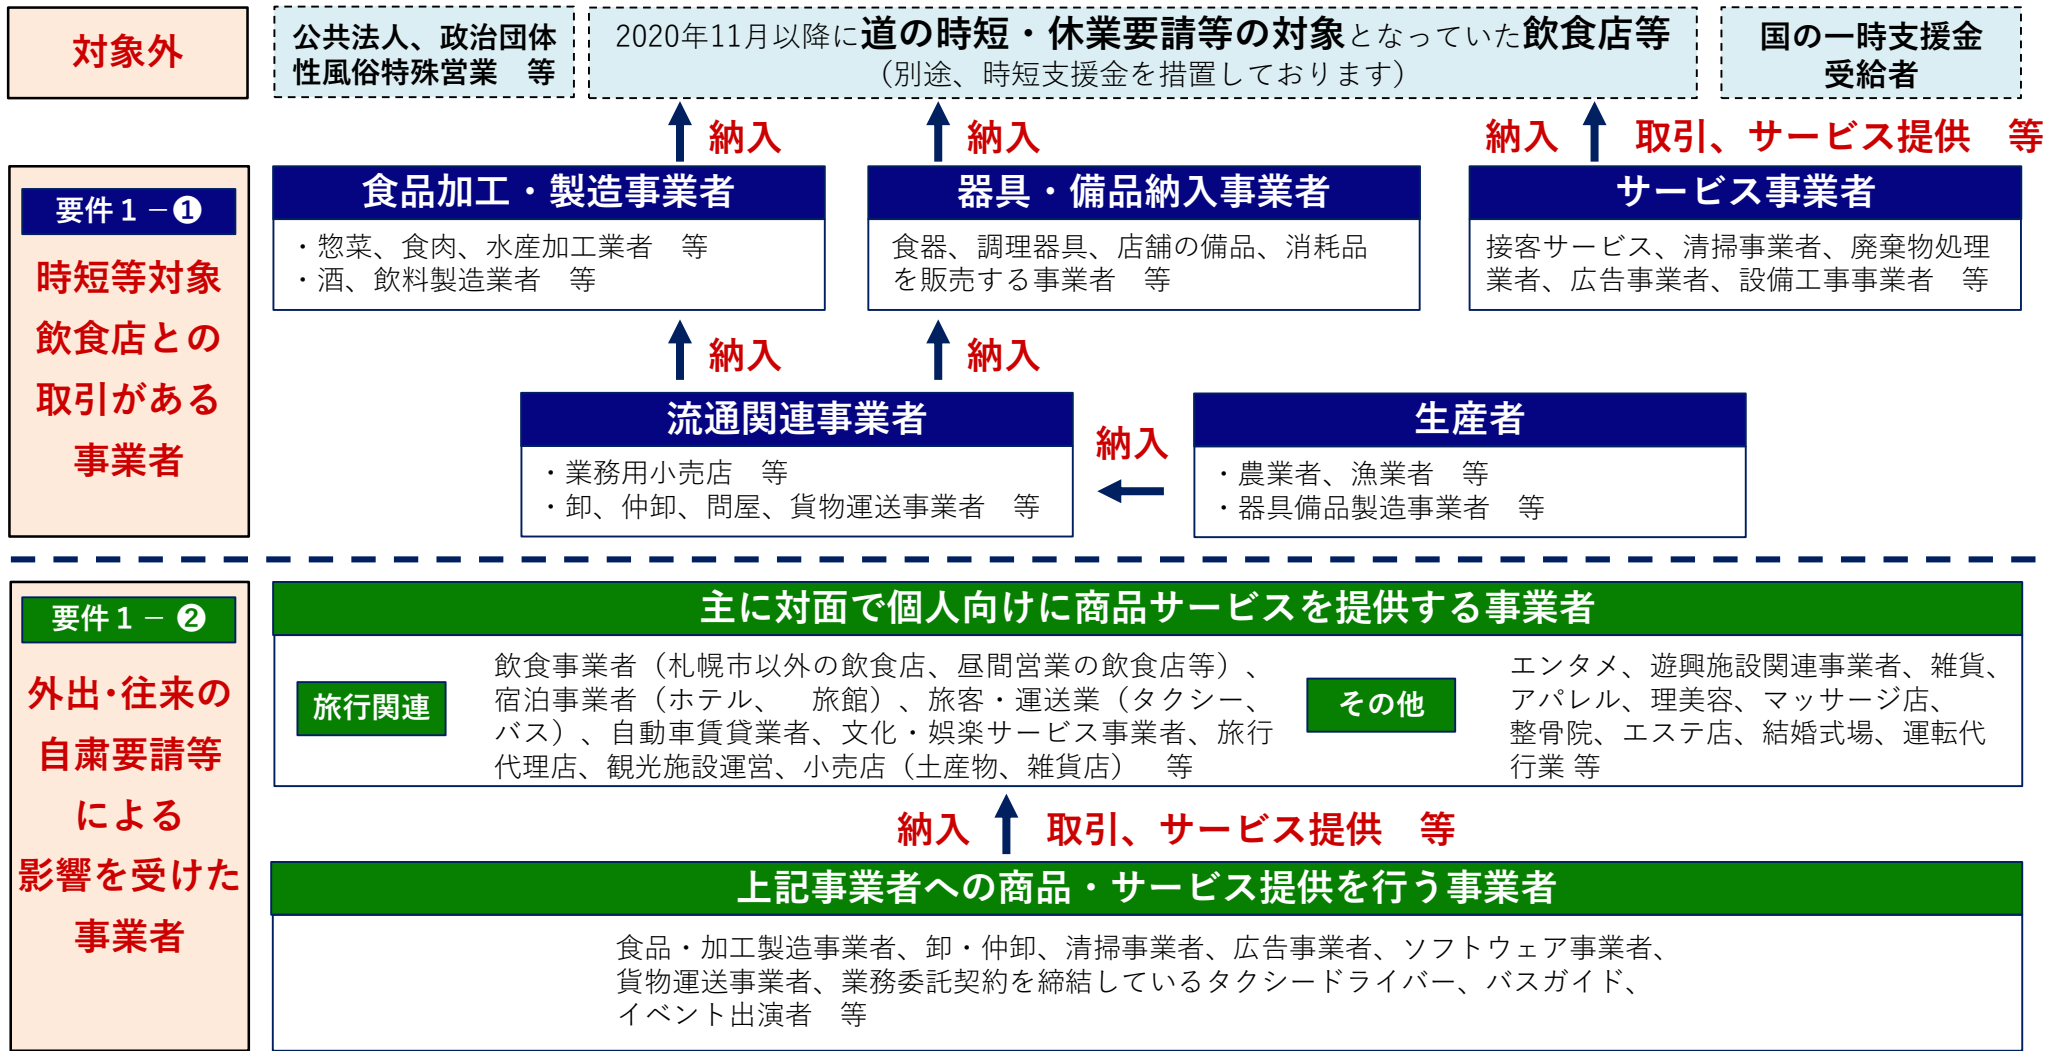 対象外
公共法人、政治団体
性風俗特殊営業　等
2020年11月以降に道の時短・休業要請等の対象となっていた飲食店等
（別途、時短支援金を措置しております）
国の一時支援金
受給者
納入
納入
納入
取引、サービス提供　等
要件１－❶
時短等対象
飲食店との
取引がある
事業者
食品加工・製造事業者
・惣菜、食肉、水産加工業者　等
・酒、飲料製造業者　等
器具・備品納入事業者
食器、調理器具、店舗の備品、消耗品
を販売する事業者　等
サービス事業者
接客サービス、清掃事業者、廃棄物処理
業者、広告事業者、設備工事事業者　等
納入
納入
流通関連事業者
・業務用小売店　等
・卸、仲卸、問屋、貨物運送事業者　等
納入
生産者
・農業者、漁業者　等
・器具備品製造事業者　等
要件１－❷
外出･往来の
自粛要請等
による
影響を受けた
事業者
主に対面で個人向けに商品サービスを提供する事業者
旅行関連
飲食事業者（札幌市以外の飲食店、昼間営業の飲食店等）、
宿泊事業者（ホテル、　旅館）、旅客・運送業（タクシー、
バス）、自動車賃貸業者、文化・娯楽サービス事業者、旅行
代理店、観光施設運営、小売店（土産物、雑貨店）　等
その他
エンタメ、遊興施設関連事業者、雑貨、
アパレル、理美容、マッサージ店、
整骨院、エステ店、結婚式場、運転代
行業 等
納入
取引、サービス提供　等
上記事業者への商品・サービス提供を行う事業者
食品・加工製造事業者、卸・仲卸、清掃事業者、広告事業者、ソフトウェア事業者、
貨物運送事業者、業務委託契約を締結しているタクシードライバー、バスガイド、
イベント出演者　等